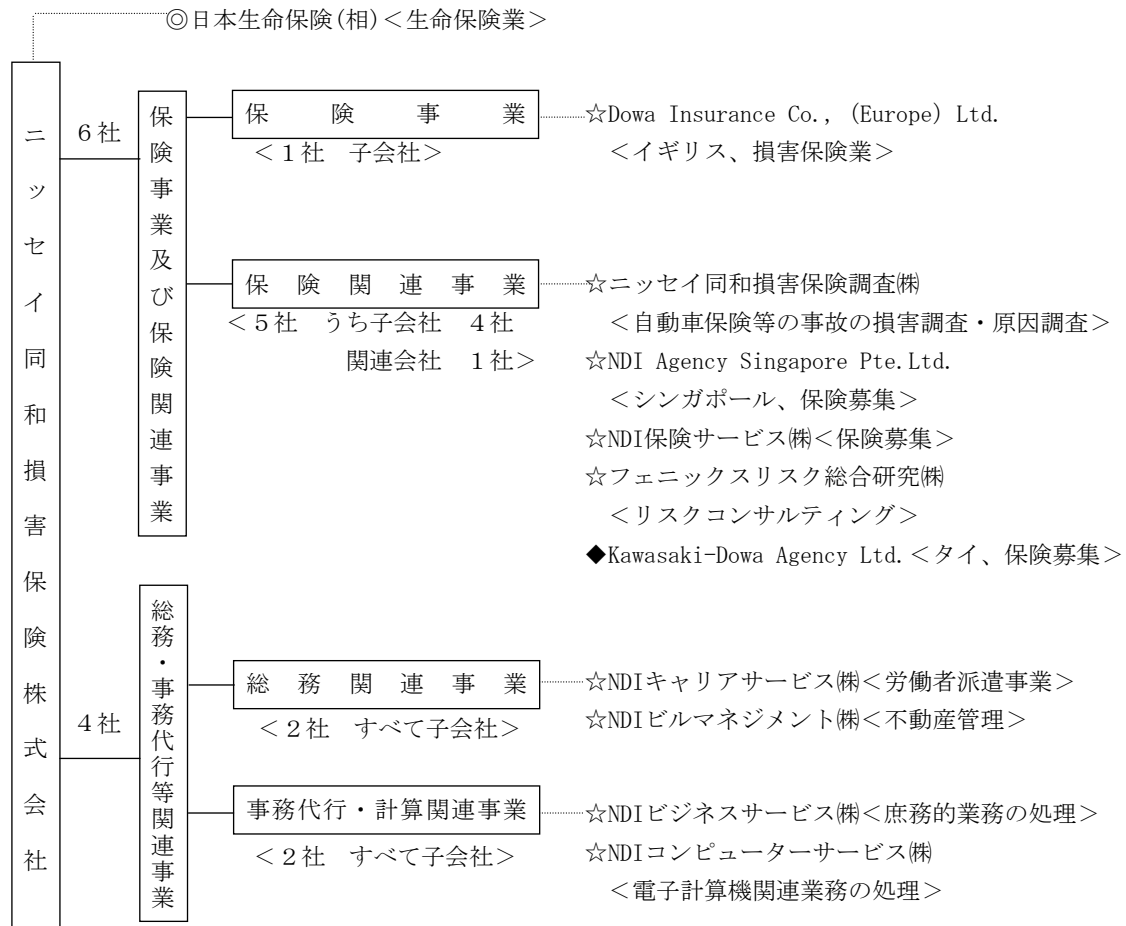 ◎日本生命保険(相)＜生命保険業＞
ニッセイ同和損害保険株式会社
６社
保険事業及び保険関連事業
保険事業
＜１社　子会社＞
☆Dowa Insurance Co., (Europe) Ltd.
＜イギリス、損害保険業＞
保険関連事業
＜５社　うち子会社　４社
関連会社　１社＞
☆ニッセイ同和損害保険調査㈱
＜自動車保険等の事故の損害調査・原因調査＞
☆NDI Agency Singapore Pte.Ltd.
＜シンガポール、保険募集＞
☆NDI保険サービス㈱＜保険募集＞
☆フェニックスリスク総合研究㈱
＜リスクコンサルティング＞
◆Kawasaki-Dowa Agency Ltd.＜タイ、保険募集＞
４社
総務・事務代行等関連事業
総務関連事業
＜２社　すべて子会社＞
☆NDIキャリアサービス㈱＜労働者派遣事業＞
☆NDIビルマネジメント㈱＜不動産管理＞
事務代行・計算関連事業
＜２社　すべて子会社＞
☆NDIビジネスサービス㈱＜庶務的業務の処理＞
☆NDIコンピューターサービス㈱
＜電子計算機関連業務の処理＞